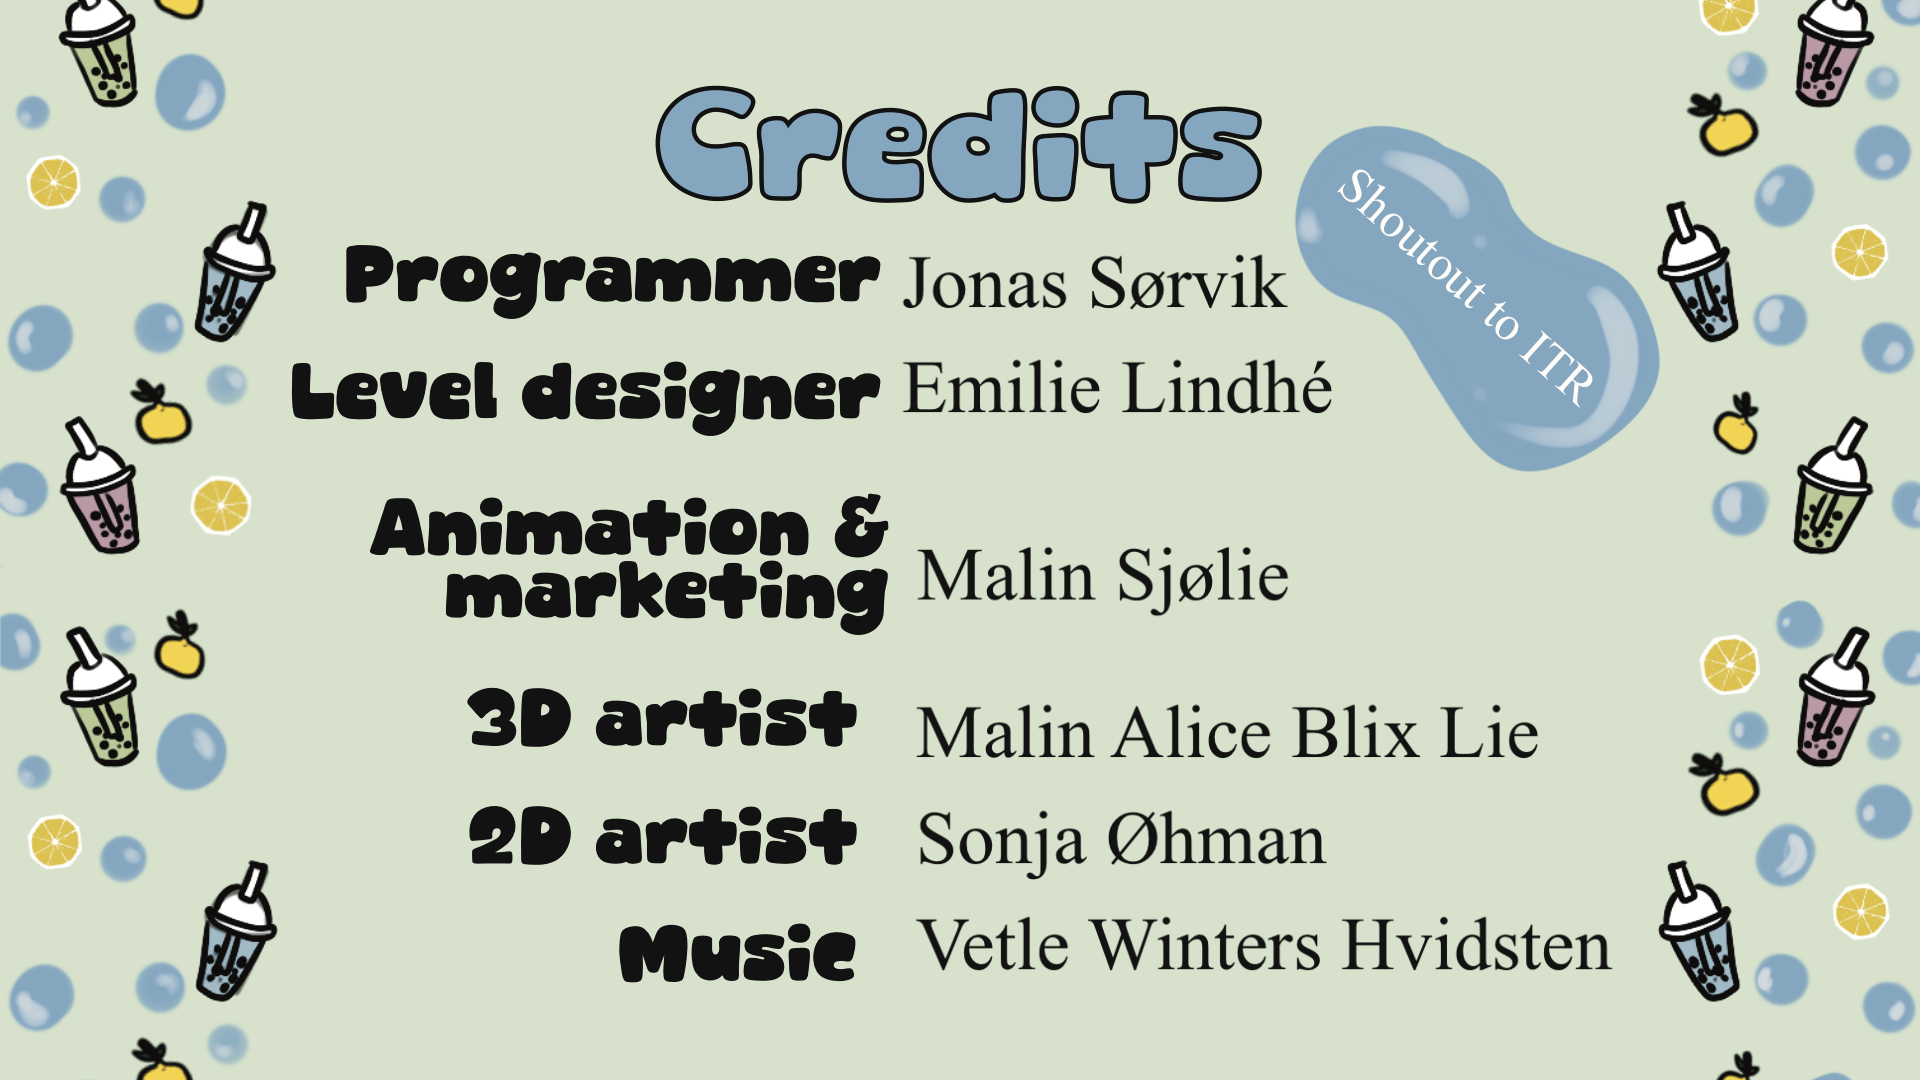 Credits
Shoutout to ITR
Programmer Jonas Sørvik
Level designer Emilie Lindhé
Animation &
marketing Malin Sjølie
3D artist Malin Alice Blix Lie
2D artist Sonja Øhman
Music Vetle Winters Hvidsten